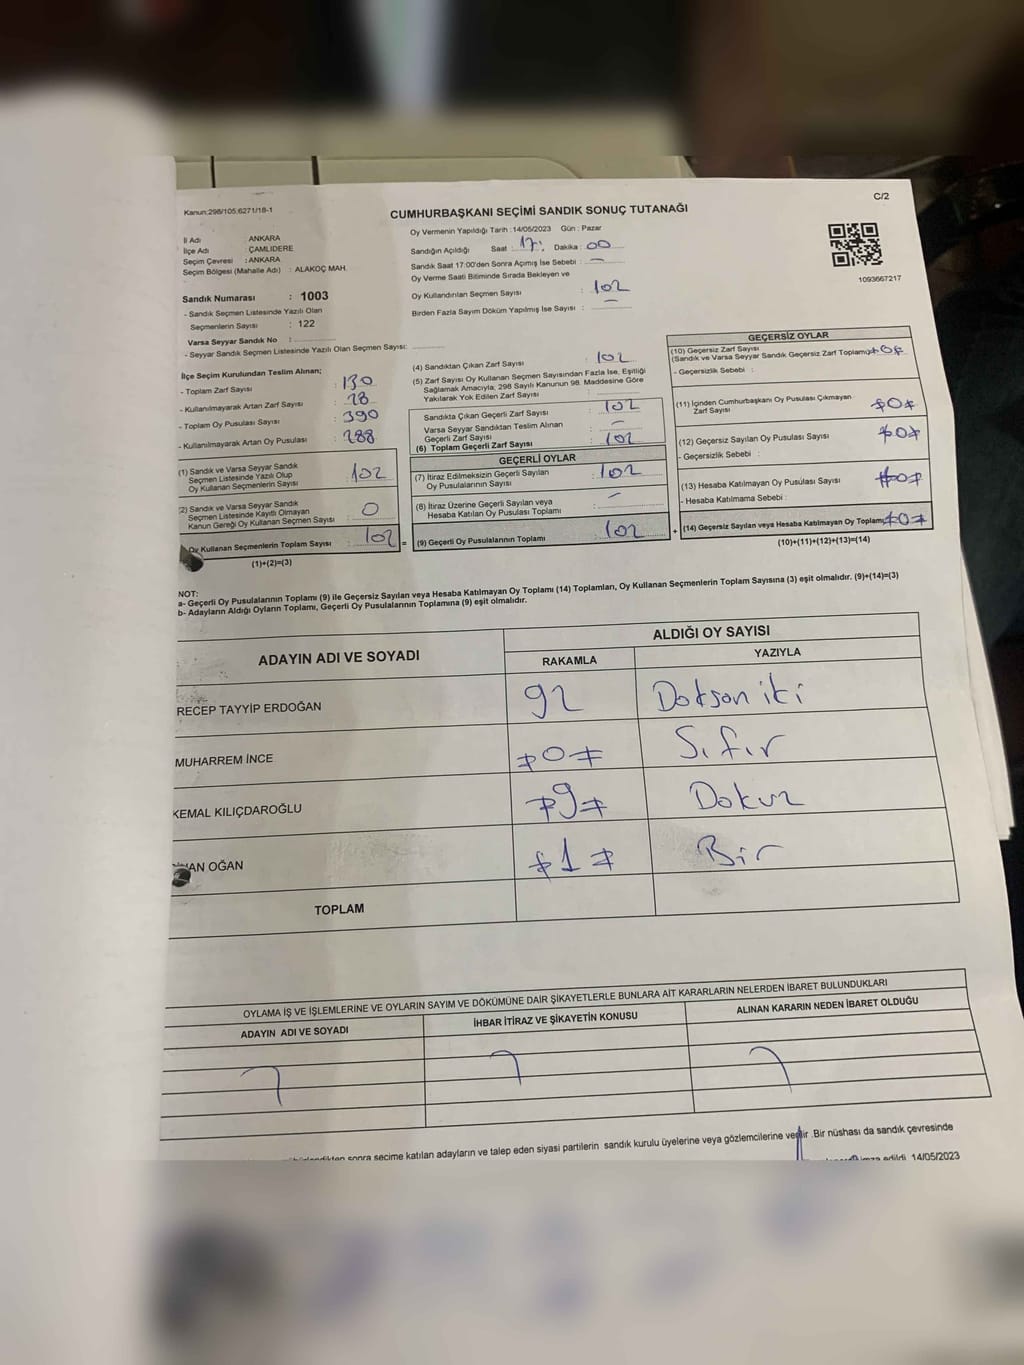 C/2
Kanun:298/105;6271/18-1
CUMHURBAŞKANI SEÇİMİ SANDIK SONUÇ TUTANAĞI
İl Adı : ANKARA
İlçe Adı : ÇAMLIDERE
Seçim Çevresi : ANKARA
Seçim Bölgesi (Mahalle Adı) : ALAKOÇ MAH.
Oy Vermenin Yapıldığı Tarih :14/05/2023 Gün : Pazar
Sandığın Açıldığı Saat : 17: Dakika : 00
Sandık Saat 17:00'den Sonra Açımış İse Sebebi : —
Oy Verme Saati Bitiminde Sırada Bekleyen ve
Oy Kullandırılan Seçmen Sayısı : 102
Birden Fazla Sayım Döküm Yapılmış İse Sayısı : —
1093667217
Sandık Numarası : 1003
- Sandık Seçmen Listesinde Yazılı Olan
Seçmenlerin Sayısı : 122
Varsa Seyyar Sandık No :
- Seyyar Sandık Seçmen Listesinde Yazılı Olan Seçmen Sayısı:
İlçe Seçim Kurulundan Teslim Alınan;
- Toplam Zarf Sayısı : 130
- Kullanılmayarak Artan Zarf Sayısı : 28
- Toplam Oy Pusulası Sayısı : 390
- Kullanılmayarak Artan Oy Pusulası : 288
(1) Sandık ve Varsa Seyyar Sandık
Seçmen Listesinde Yazılı Olup
Oy Kullanan Seçmenlerin Sayısı : 102
(2) Sandık ve Varsa Seyyar Sandık
Seçmen Listesinde Kayıtlı Olmayan
Kanun Gereği Oy Kullanan Seçmen Sayısı : 0
Oy Kullanan Seçmenlerin Toplam Sayısı : 102 =
(1)+(2)=(3)
(4) Sandıktan Çıkan Zarf Sayısı : 102
(5) Zarf Sayısı Oy Kullanan Seçmen Sayısından Fazla İse, Eşitliği
Sağlamak Amacıyla, 298 Sayılı Kanunun 98. Maddesine Göre
Yakılarak Yok Edilen Zarf Sayısı :
Sandıkta Çıkan Geçerli Zarf Sayısı : 102
Varsa Seyyar Sandıktan Teslim Alınan
Geçerli Zarf Sayısı : —
(6) Toplam Geçerli Zarf Sayısı : 102
GEÇERLİ OYLAR
(7) İtiraz Edilmeksizin Geçerli Sayılan
Oy Pusulalarının Sayısı : 102
(8) İtiraz Üzerine Geçerli Sayılan veya
Hesaba Katılan Oy Pusulası Toplamı : —
(9) Geçerli Oy Pusulalarının Toplamı : 102 +
GEÇERSİZ OYLAR
(10) Geçersiz Zarf Sayısı
(Sandık ve Varsa Seyyar Sandık Geçersiz Zarf Toplamı) ≠0≠
- Geçersizlik Sebebi :
(11) İçinden Cumhurbaşkanı Oy Pusulası Çıkmayan
Zarf Sayısı ≠0≠
(12) Geçersiz Sayılan Oy Pusulası Sayısı ≠0≠
- Geçersizlik Sebebi :
(13) Hesaba Katılmayan Oy Pusulası Sayısı ≠0≠
- Hesaba Katılmama Sebebi :
(14) Geçersiz Sayılan veya Hesaba Katılmayan Oy Toplamı ≠0≠
(10)+(11)+(12)+(13)=(14)
NOT:
a- Geçerli Oy Pusulalarının Toplamı (9) ile Geçersiz Sayılan veya Hesaba Katılmayan Oy Toplamı (14) Toplamları, Oy Kullanan Seçmenlerin Toplam Sayısına (3) eşit olmalıdır. (9)+(14)=(3)
b- Adayların Aldığı Oyların Toplamı, Geçerli Oy Pusulalarının Toplamına (9) eşit olmalıdır.
ADAYIN ADI VE SOYADI
ALDIĞI OY SAYISI
RAKAMLA YAZIYLA
RECEP TAYYİP ERDOĞAN 92 Doksan iki
MUHARREM İNCE ≠0≠ Sıfır
KEMAL KILIÇDAROĞLU ≠9≠ Dokuz
OĞAN ≠1≠ Bir
TOPLAM
OYLAMA İŞ VE İŞLEMLERİNE VE OYLARIN SAYIM VE DÖKÜMÜNE DAİR ŞİKAYETLERLE BUNLARA AİT KARARLARIN NELERDEN İBARET BULUNDUKLARI
ADAYIN ADI VE SOYADI İHBAR İTİRAZ VE ŞİKAYETİN KONUSU ALINAN KARARIN NEDEN İBARET OLDUĞU
sonra seçime katılan adayların ve talep eden siyasi partilerin sandık kurulu üyelerine veya gözlemcilerine verilir .Bir nüshası da sandık çevresinde
imza edildi. 14/05/2023